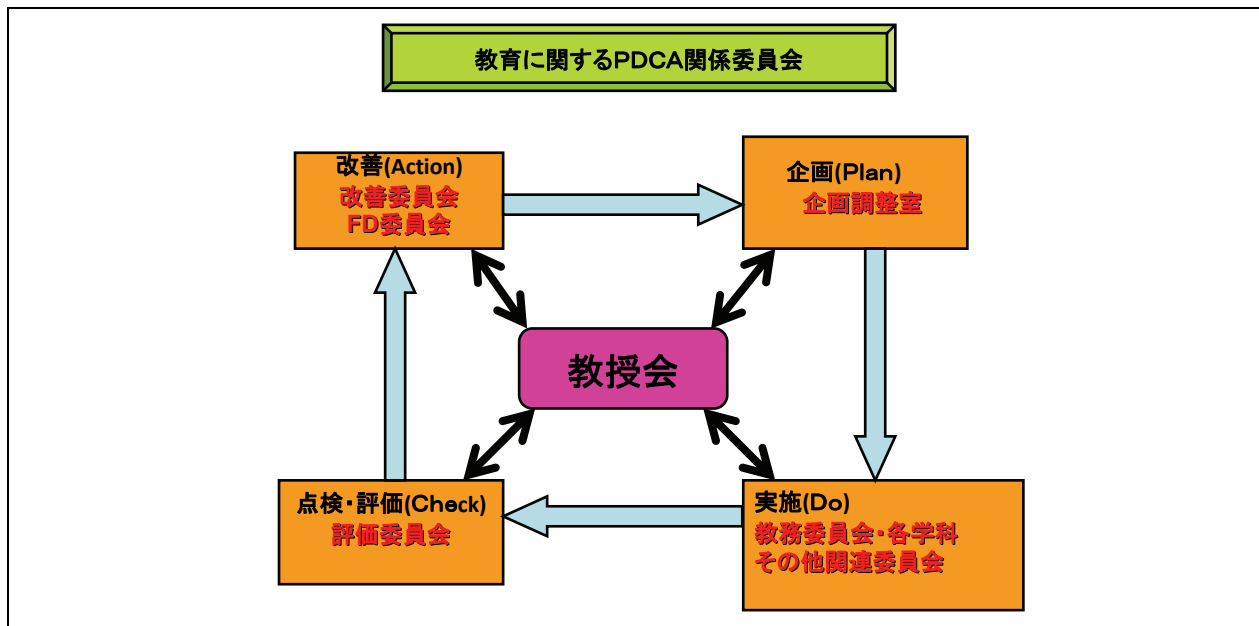 教育に関するPDCA関係委員会
改善(Action)
改善委員会
FD委員会
企画(Plan)
企画調整室
教授会
点検・評価(Check)
評価委員会
実施(Do)
教務委員会・各学科
その他関連委員会